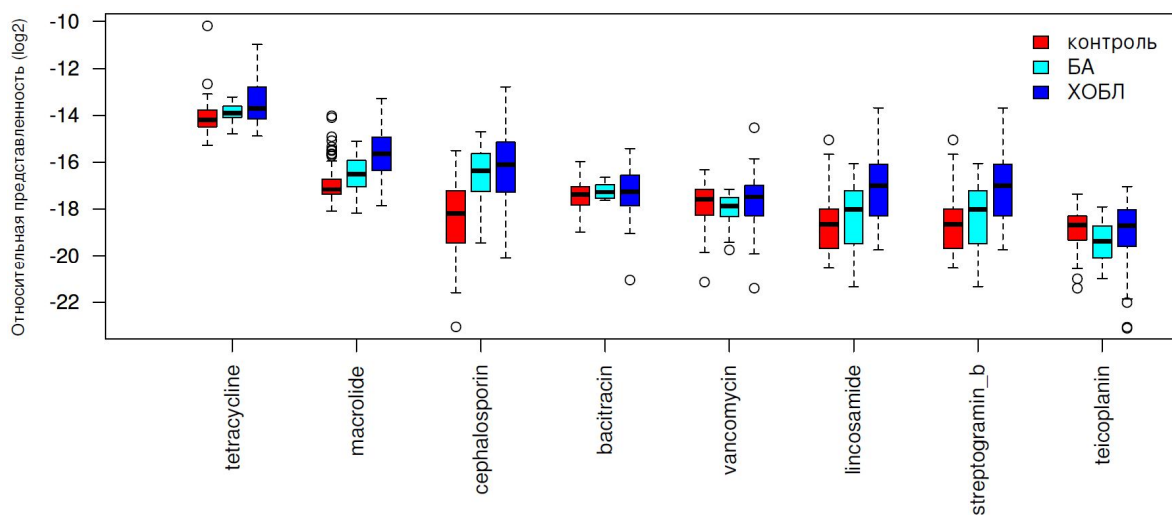 Относительная представленность (log2)
-10
-12
-14
-16
-18
-20
-22
контроль
БА
ХОБЛ
tetracycline
macrolide
cephalosporin
bacitracin
vancomycin
lincosamide
streptogramin_b
teicoplanin